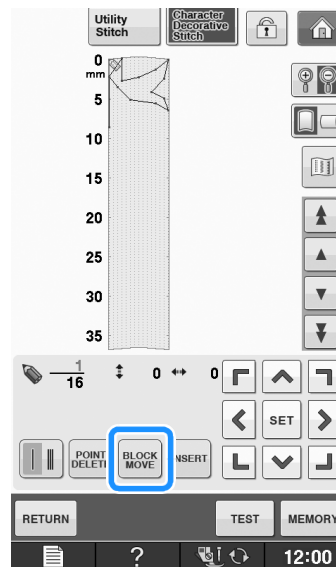 Utility
Stitch
Character
Decorative
Stitch
0
mm
5
10
15
20
25
30
35
1
16
0
0
SET
POINT
DELETE
BLOCK
MOVE
INSERT
RETURN
TEST
MEMORY
?
12:00